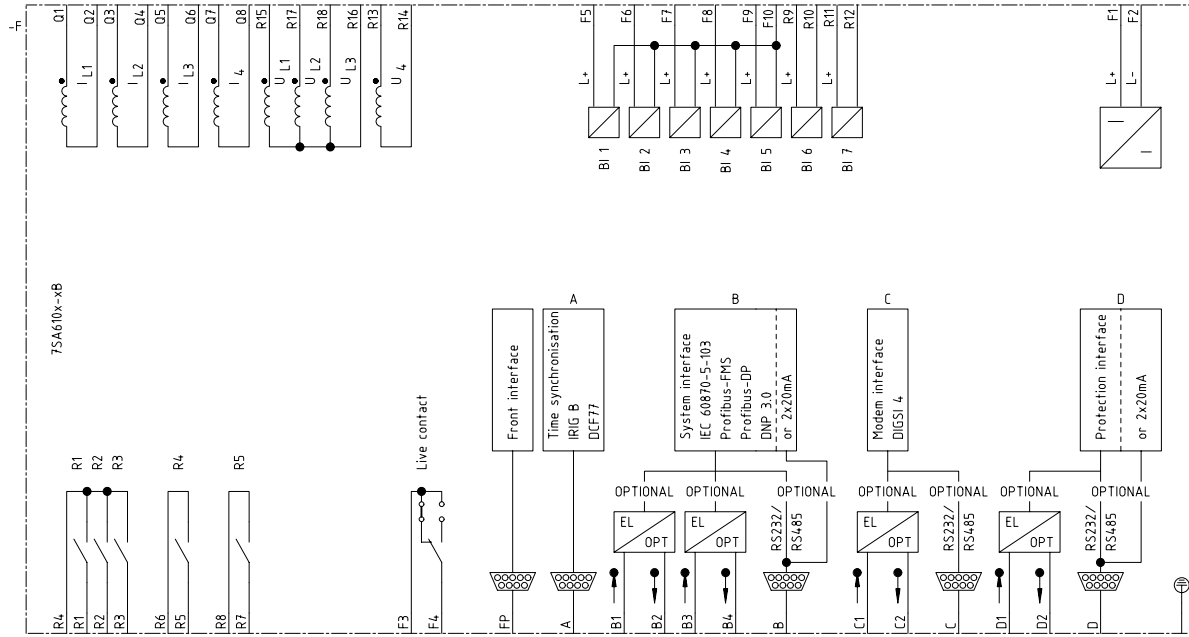 -F
Q1
Q2
Q3
Q4
Q5
Q6
Q7
Q8
R15
R17
R18
R16
R13
R14
F5
F6
F7
F8
F9
F10
R9
R10
R11
R12
F1
F2
I L1
I L2
I L3
I 4
U L1
U L2
U L3
U 4
L+
L+
L+
L+
L+
L+
L+
L+
L-
BI 1
BI 2
BI 3
BI 4
BI 5
BI 6
BI 7
7SA610x-xB
A
B
C
D
Front interface
Time synchronisation
IRIG B
DCF77
System interface
IEC 60870-5-103
Profibus-FMS
Profibus-DP
DNP 3.0
or 2x20mA
Modem interface
DIGSI 4
Protection interface
or 2x20mA
R1
R2
R3
R4
R5
Live contact
OPTIONAL
OPTIONAL
OPTIONAL
OPTIONAL
OPTIONAL
OPTIONAL
OPTIONAL
EL
OPT
EL
OPT
RS232/
RS485
EL
OPT
RS232/
RS485
EL
OPT
RS232/
RS485
R4
R1
R2
R3
R6
R5
R8
R7
F3
F4
FP
A
B1
B2
B3
B4
B
C1
C2
C
D1
D2
D